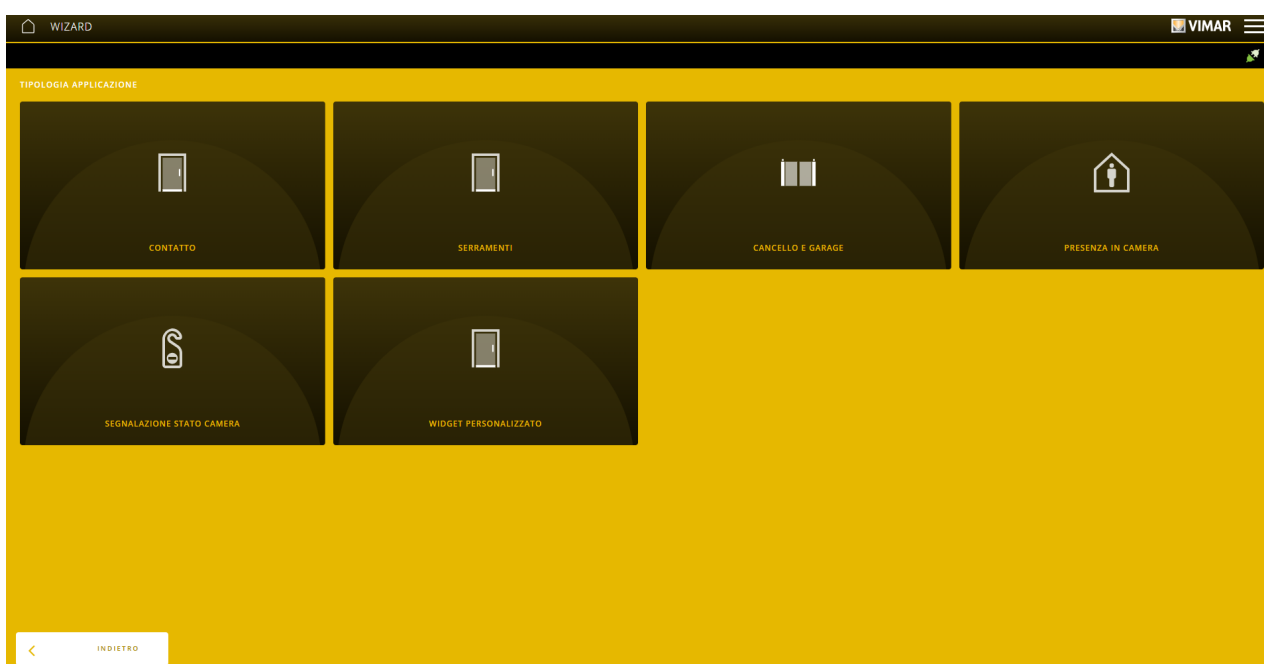 WIZARD
VIMAR
TIPOLOGIA APPLICAZIONE
CONTATTO
SERRAMENTI
CANCELLO E GARAGE
PRESENZA IN CAMERA
SEGNALAZIONE STATO CAMERA
WIDGET PERSONALIZZATO
INDIETRO